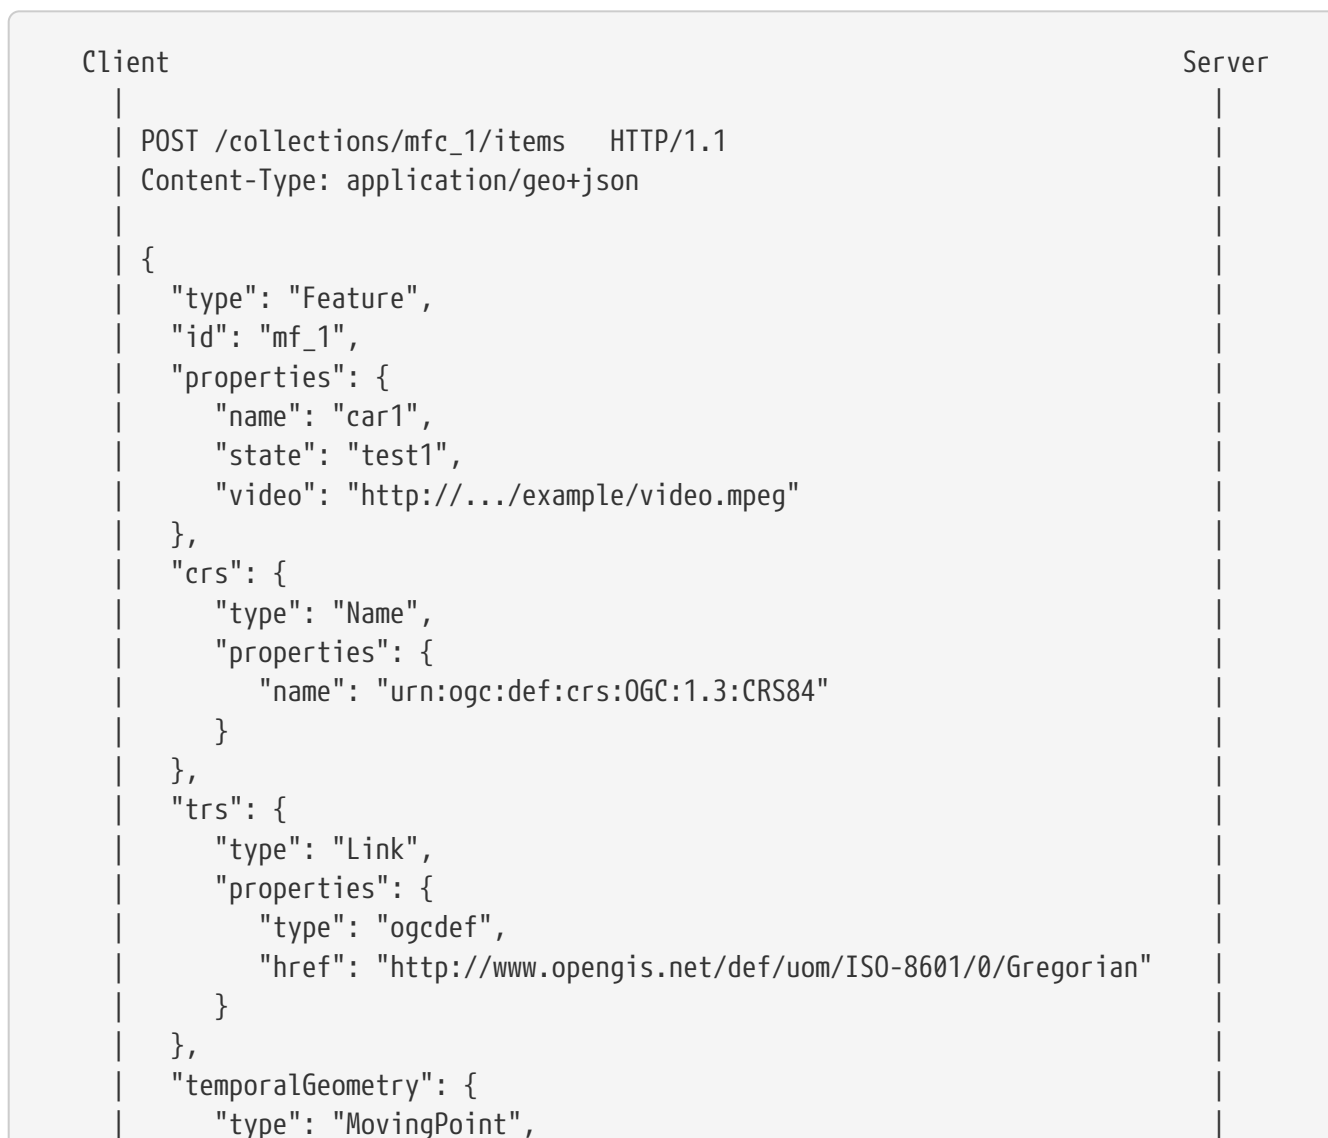 Client                                                                     Server
  |                                                                           |
  | POST /collections/mfc_1/items   HTTP/1.1                                  |
  | Content-Type: application/geo+json                                        |
  |                                                                           |
  | {                                                                         |
  |   "type": "Feature",                                                      |
  |   "id": "mf_1",                                                           |
  |   "properties": {                                                         |
  |      "name": "car1",                                                      |
  |      "state": "test1",                                                    |
  |      "video": "http://.../example/video.mpeg"                             |
  |   },                                                                      |
  |   "crs": {                                                                |
  |      "type": "Name",                                                      |
  |      "properties": {                                                      |
  |         "name": "urn:ogc:def:crs:OGC:1.3:CRS84"                           |
  |      }                                                                    |
  |   },                                                                      |
  |   "trs": {                                                                |
  |      "type": "Link",                                                      |
  |      "properties": {                                                      |
  |         "type": "ogcdef",                                                 |
  |         "href": "http://www.opengis.net/def/uom/ISO-8601/0/Gregorian"     |
  |      }                                                                    |
  |   },                                                                      |
  |   "temporalGeometry": {                                                   |
  |      "type": "MovingPoint",                                               |